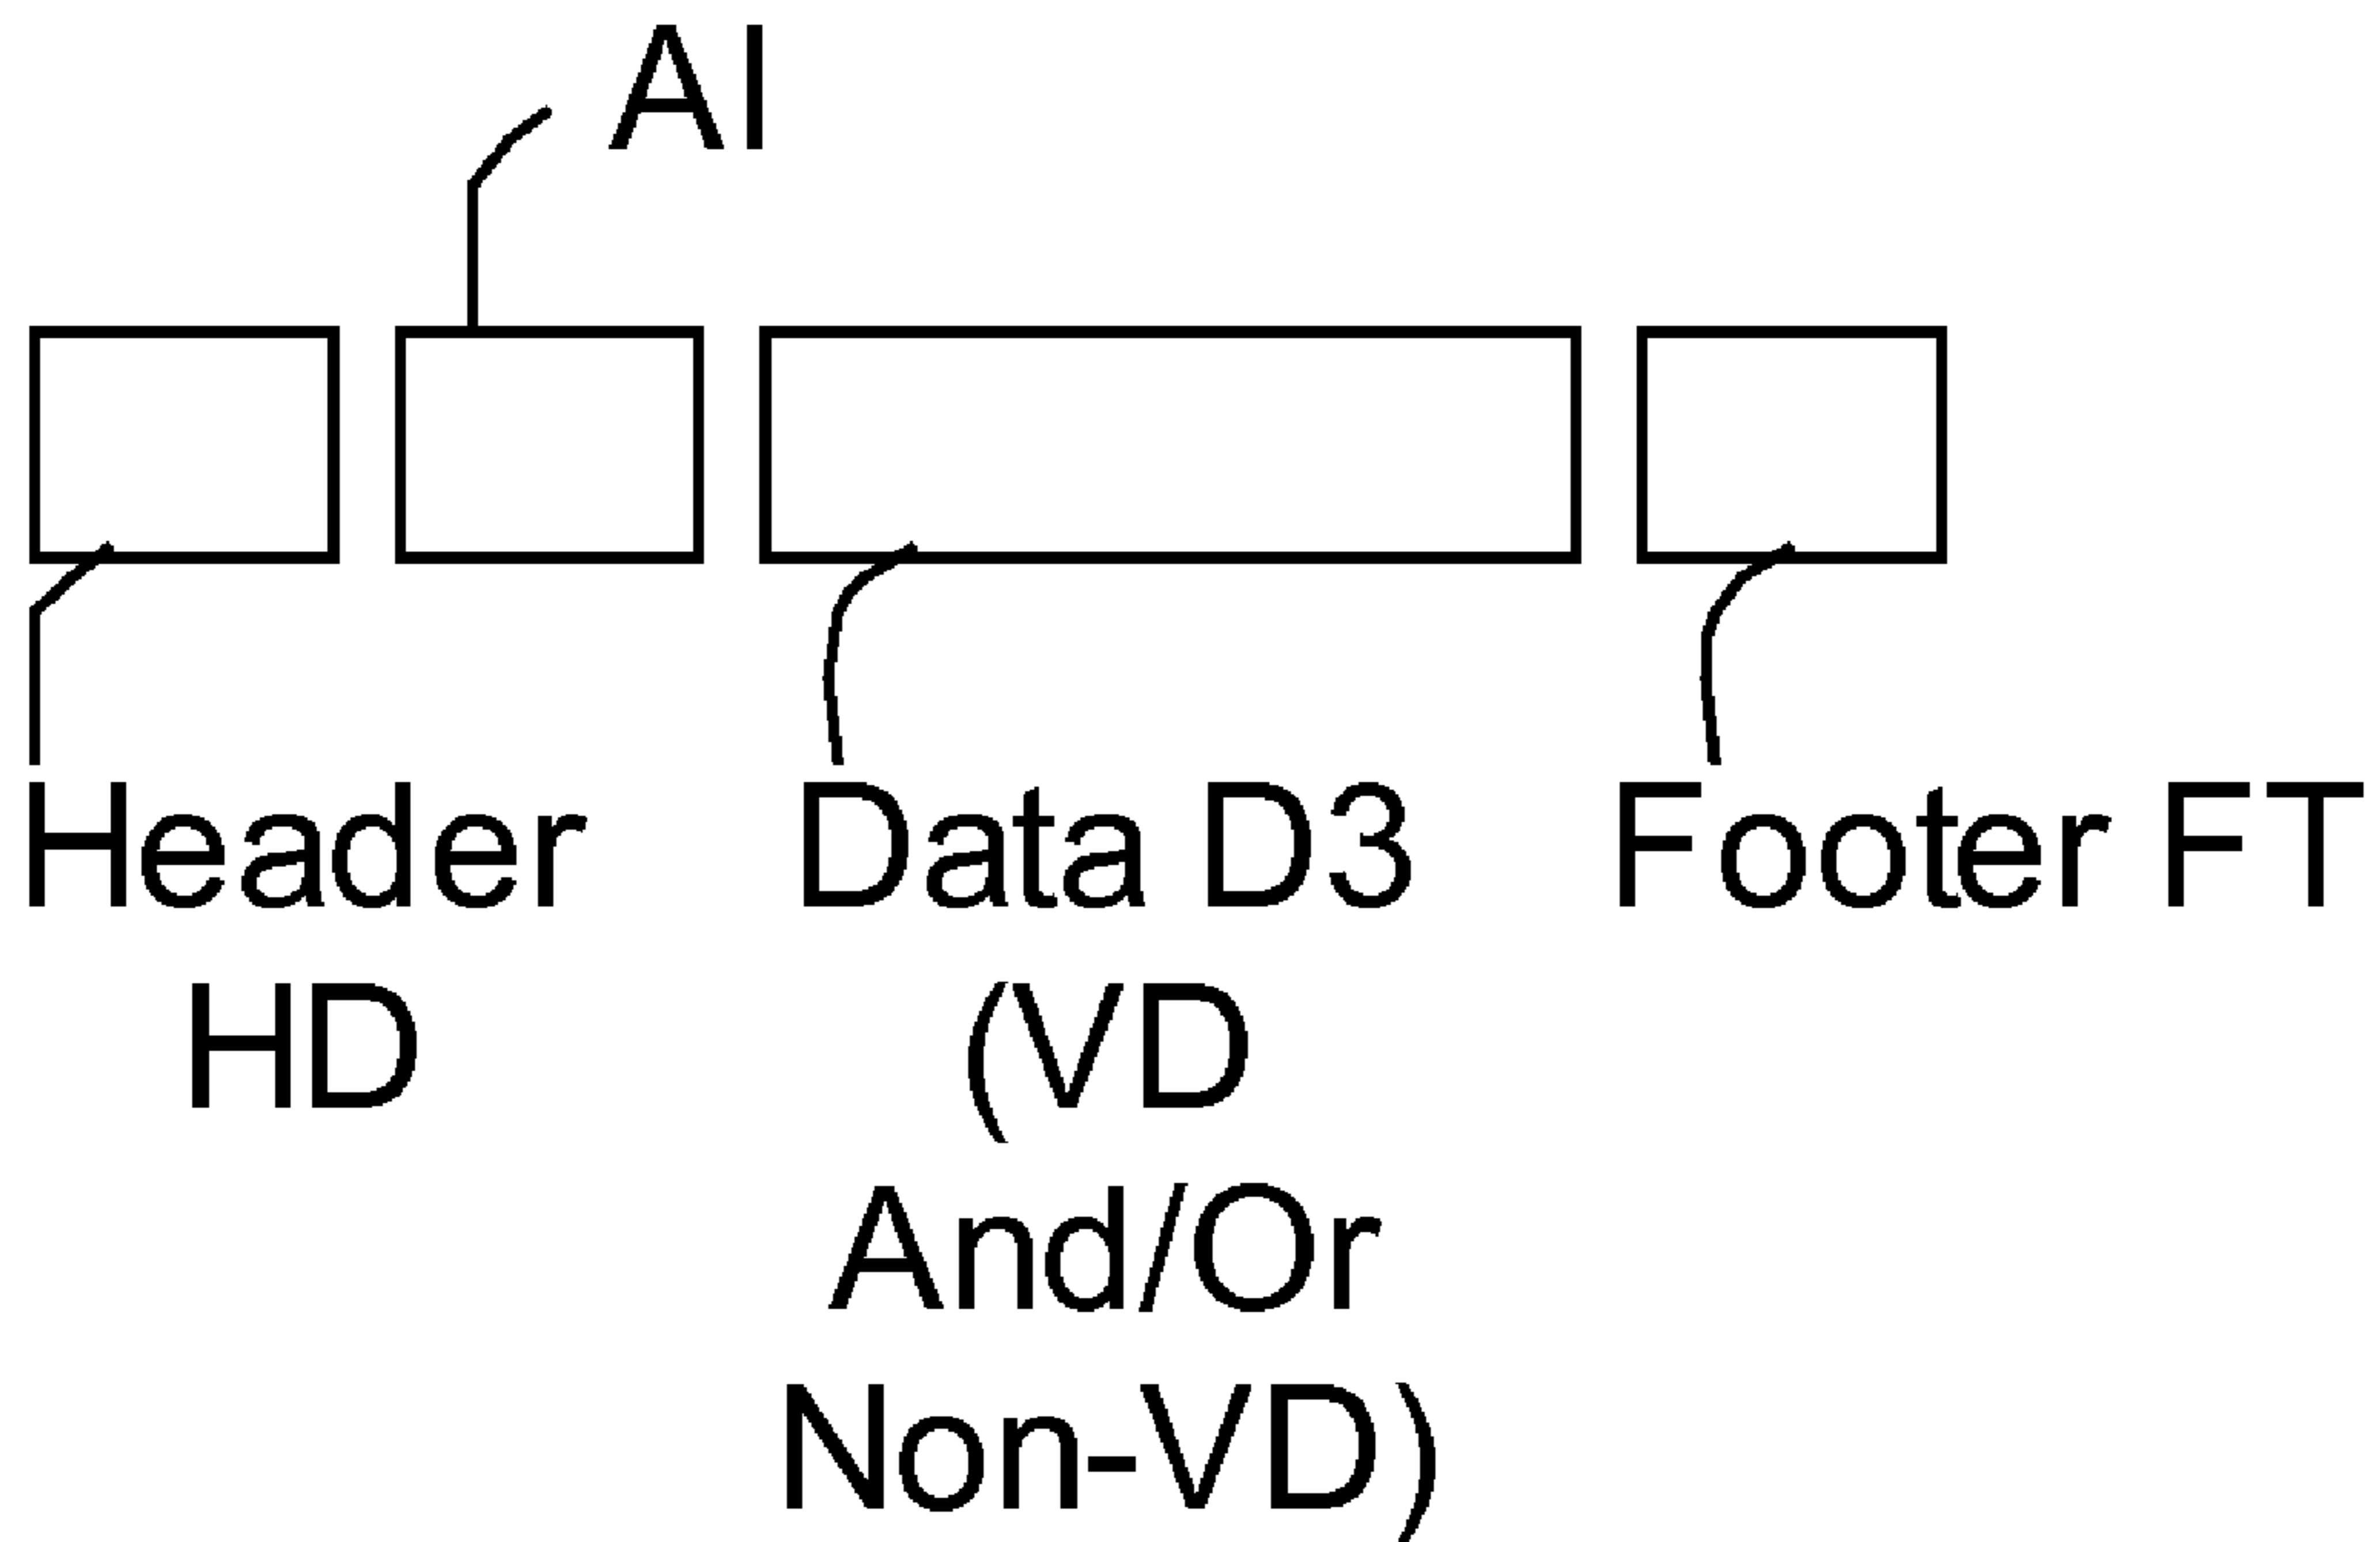 AI
Header
HD
Data D3
(VD
And/Or
Non-VD)
Footer FT